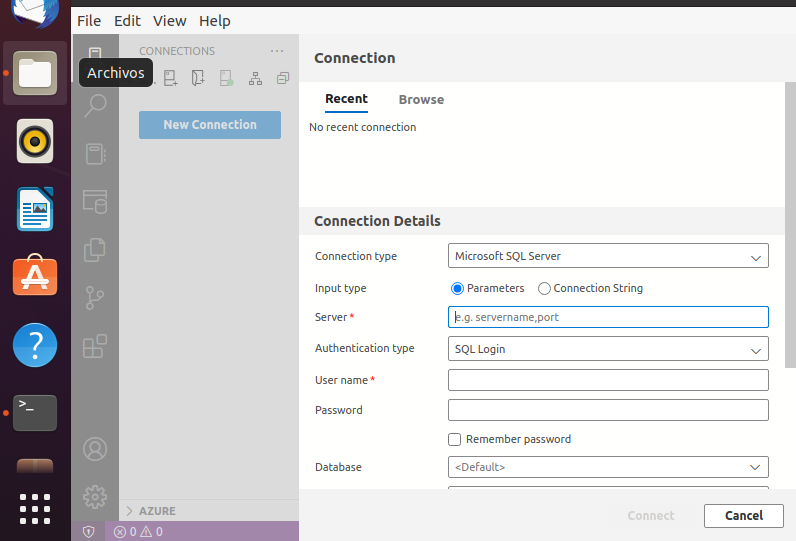 File Edit View Help
Archivos
CONNECTIONS
New Connection
AZURE
0 0
Connection
Recent Browse
No recent connection
Connection Details
Connection type Microsoft SQL Server
Input type Parameters Connection String
Server * e.g. servername,port
Authentication type SQL Login
User name *
Password
Remember password
Database <Default>
Connect Cancel